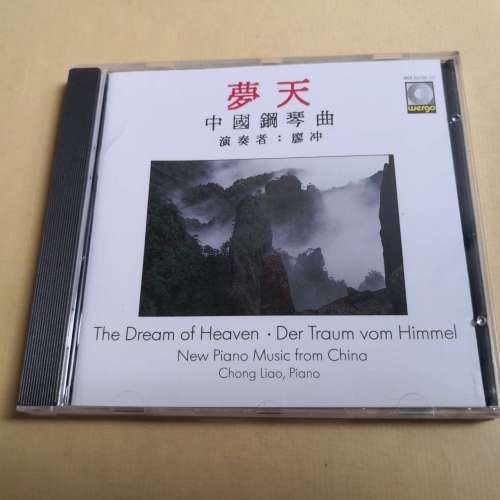 夢天
wergo
中國鋼琴曲
演奏者：廖冲
The Dream of Heaven · Der Traum vom Himmel
New Piano Music from China
Chong Liao, Piano